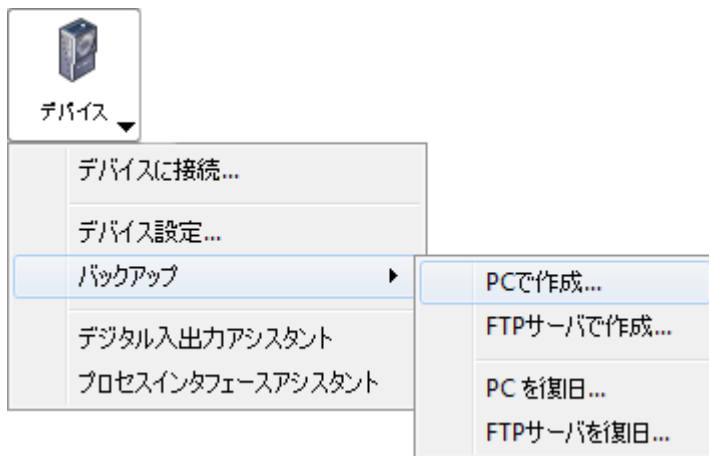 デバイス
デバイスに接続...
デバイス設定...
バックアップ
PCで作成...
FTPサーバで作成...
デジタル入出力アシスタント
プロセスインタフェースアシスタント
PC を復旧...
FTPサーバを復旧...